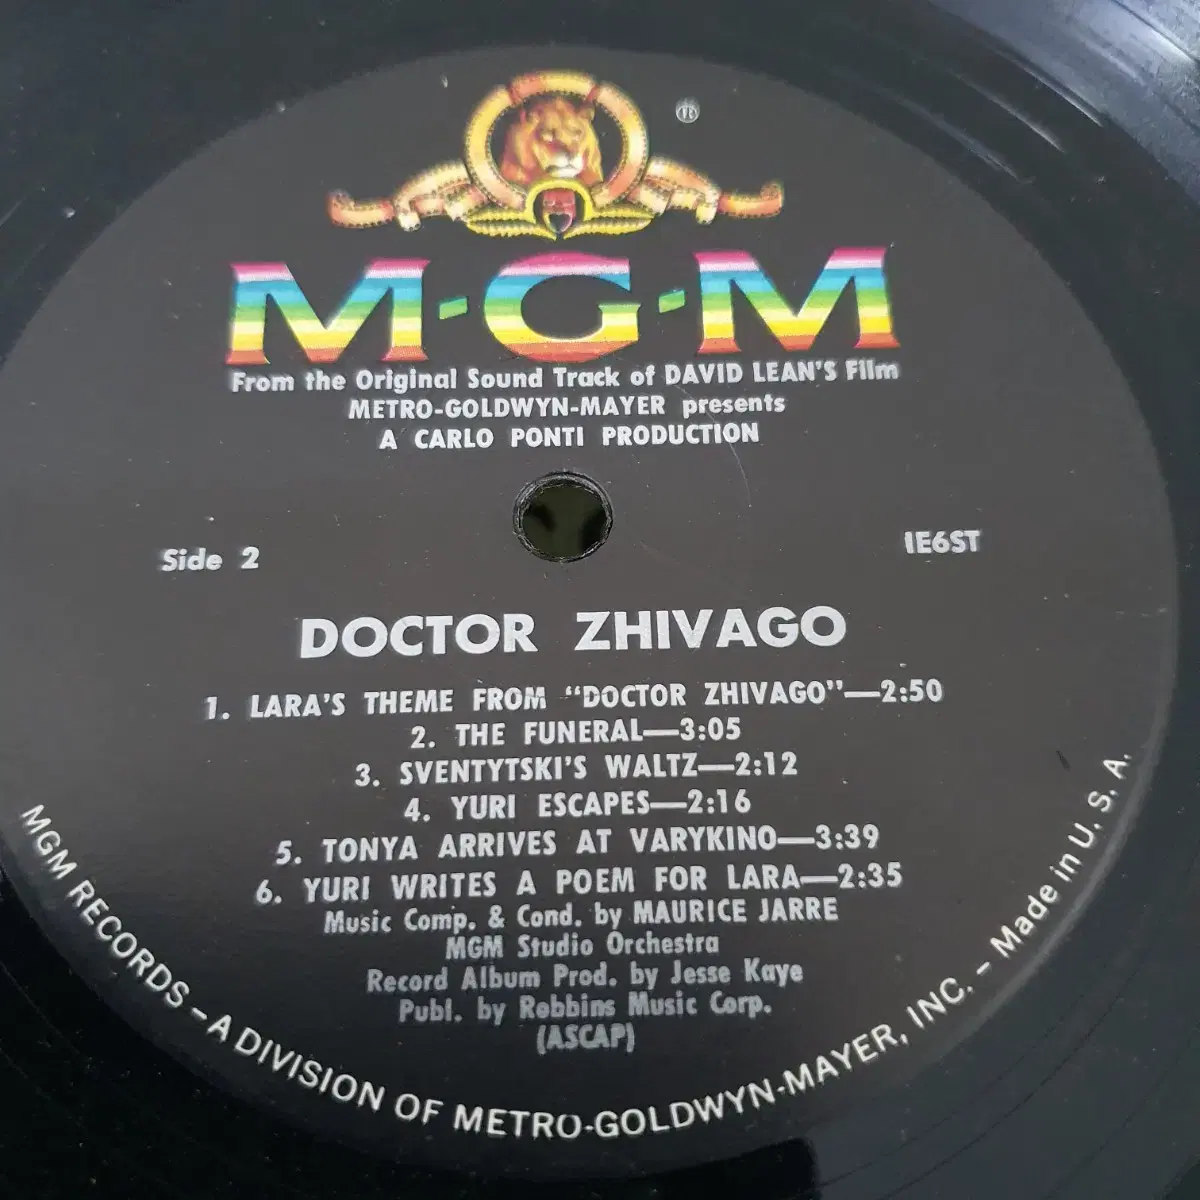 ®
M-G-M
From the Original Sound Track of DAVID LEAN'S Film
METRO-GOLDWYN-MAYER presents
A CARLO PONTI PRODUCTION
Side 2
IE6ST
DOCTOR ZHIVAGO
1. LARA'S THEME FROM "DOCTOR ZHIVAGO"—2:50
2. THE FUNERAL—3:05
3. SVENTYTSKI'S WALTZ—2:12
4. YURI ESCAPES—2:16
5. TONYA ARRIVES AT VARYKINO—3:39
6. YURI WRITES A POEM FOR LARA—2:35
Music Comp. & Cond. by MAURICE JARRE
MGM Studio Orchestra
Record Album Prod. by Jesse Kaye
Publ. by Robbins Music Corp.
(ASCAP)
MGM RECORDS – A DIVISION OF METRO-GOLDWYN-MAYER, INC. – Made in U. S. A.